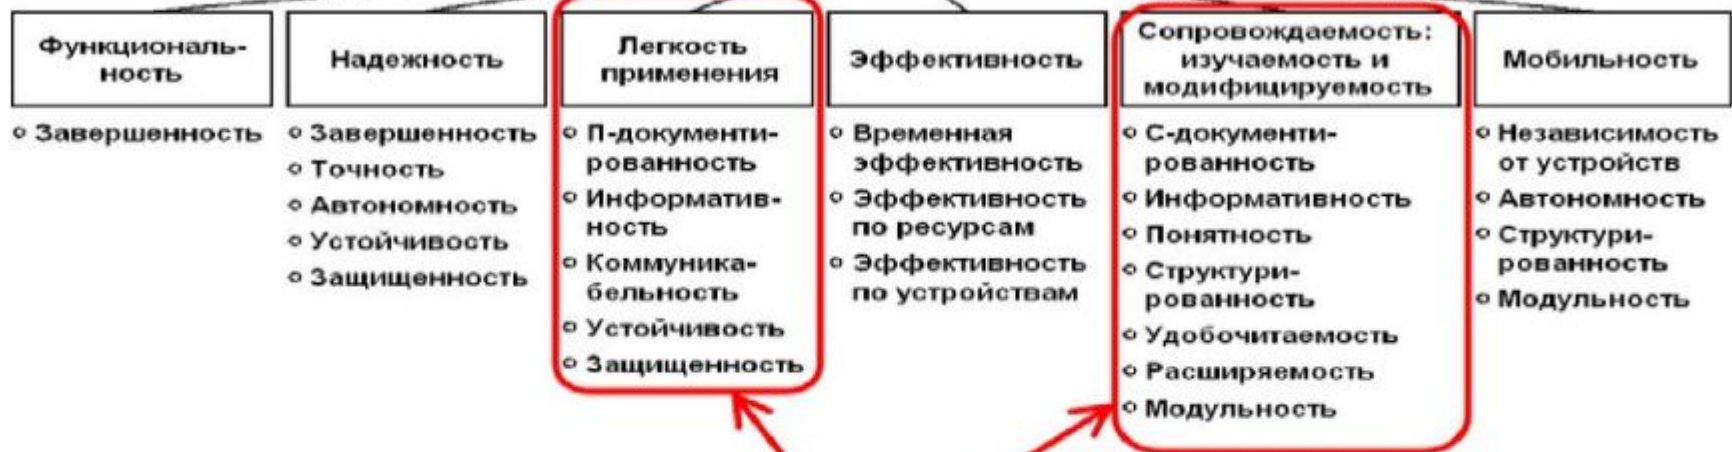 Функциональ-
ность
○ Завершенность
Надежность
○ Завершенность
○ Точность
○ Автономность
○ Устойчивость
○ Защищенность
Легкость
применения
○ П-документи-
рованность
○ Информатив-
ность
○ Коммуника-
бельность
○ Устойчивость
○ Защищенность
Эффективность
○ Временная
эффективность
○ Эффективность
по ресурсам
○ Эффективность
по устройствам
Сопровождаемость:
изучаемость и
модифицируемость
○ С-документи-
рованность
○ Информативность
○ Понятность
○ Структури-
рованность
○ Удобочитаемость
○ Расширяемость
○ Модульность
Мобильность
○ Независимость
от устройств
○ Автономность
○ Структури-
рованность
○ Модульность